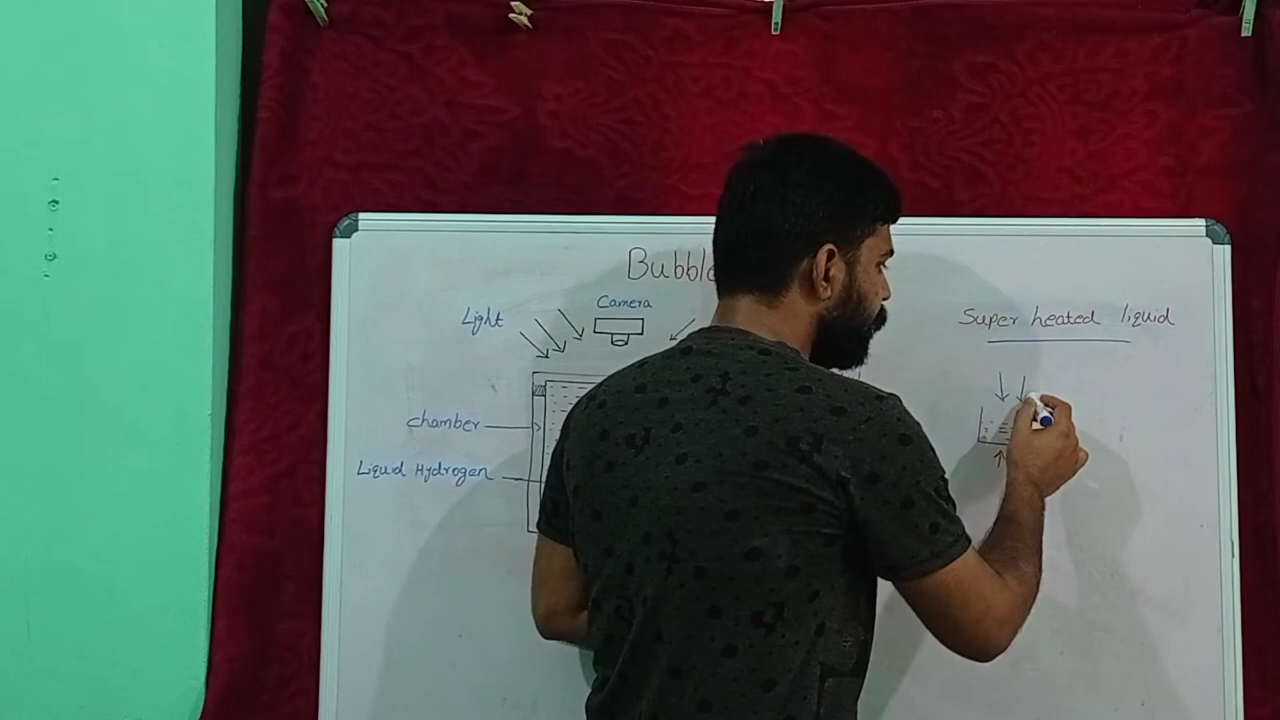 Bubble
Camera
Light
Super heated liquid
chamber
Liquid Hydrogen